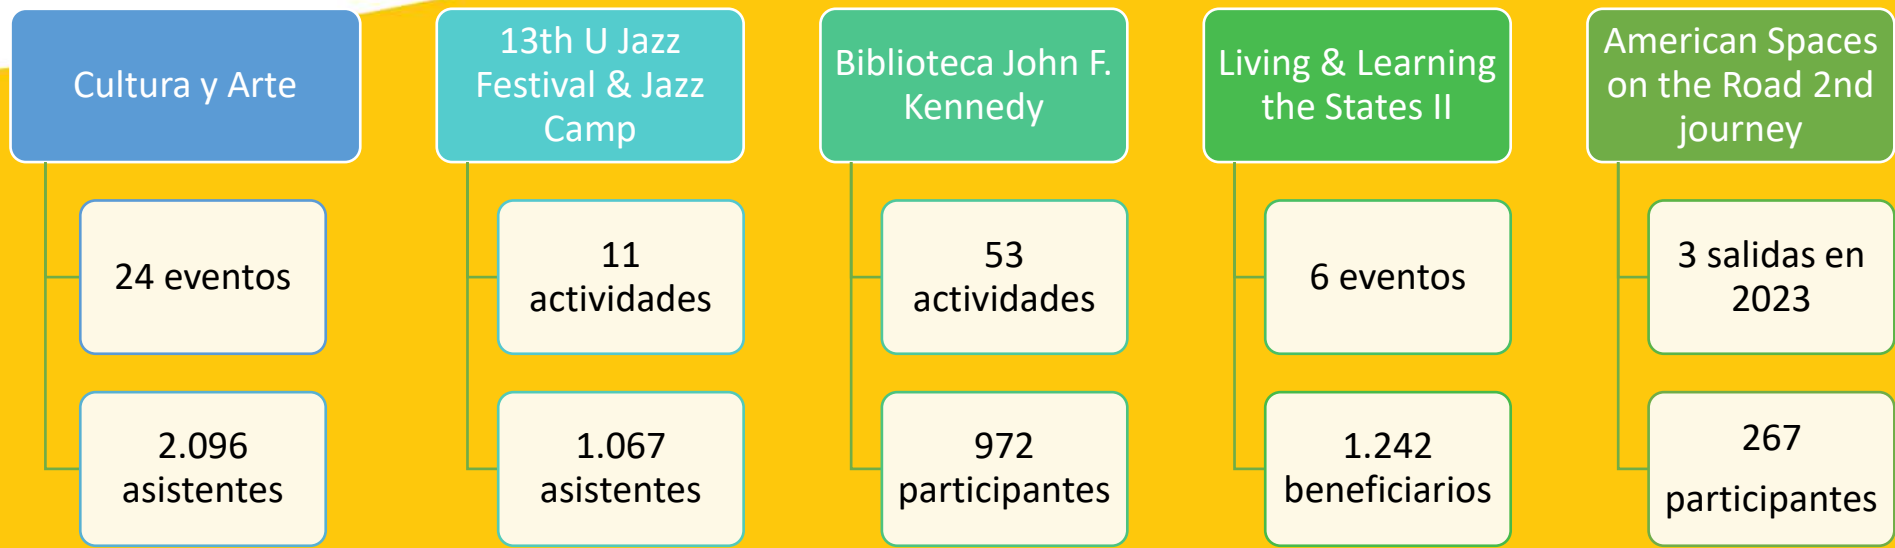 Cultura y Arte
24 eventos
2.096
asistentes
13th U Jazz
Festival & Jazz
Camp
11
actividades
1.067
asistentes
Biblioteca John F.
Kennedy
53
actividades
972
participantes
Living & Learning
the States II
6 eventos
1.242
beneficiarios
American Spaces
on the Road 2nd
journey
3 salidas en
2023
267
participantes